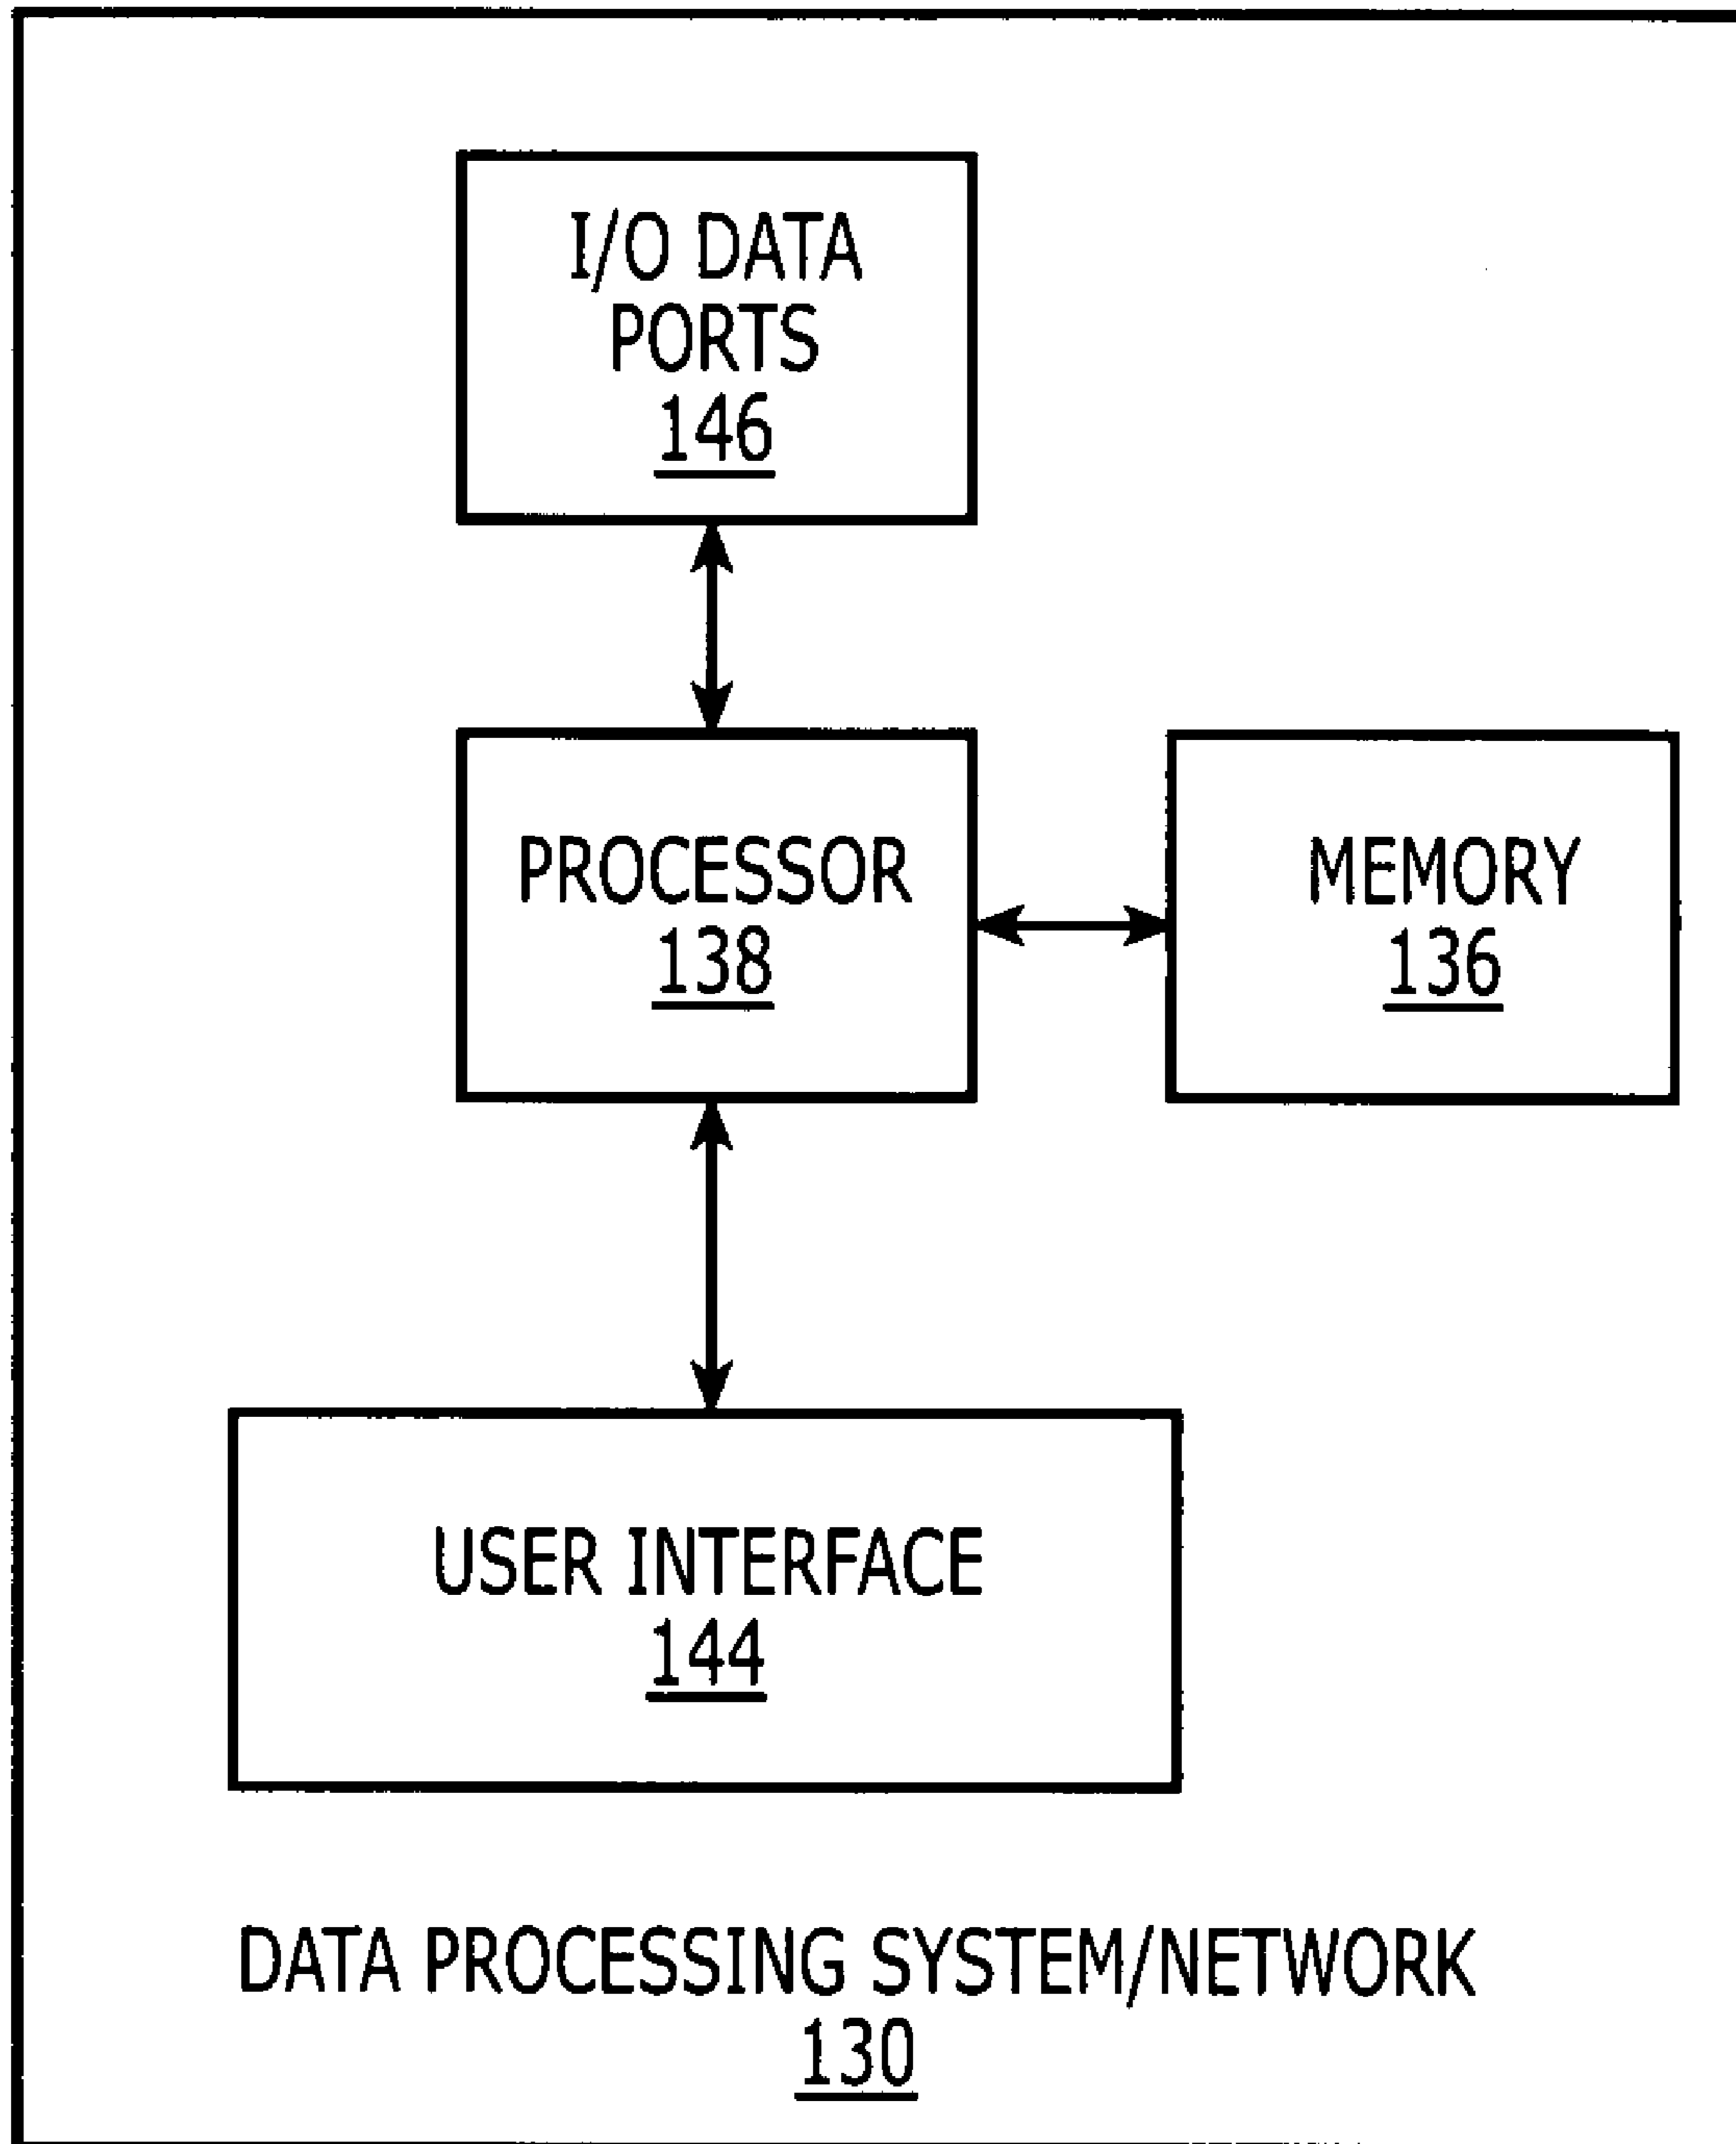 I/O DATA
PORTS
146
PROCESSOR
138
MEMORY
136
USER INTERFACE
144
DATA PROCESSING SYSTEM/NETWORK
130